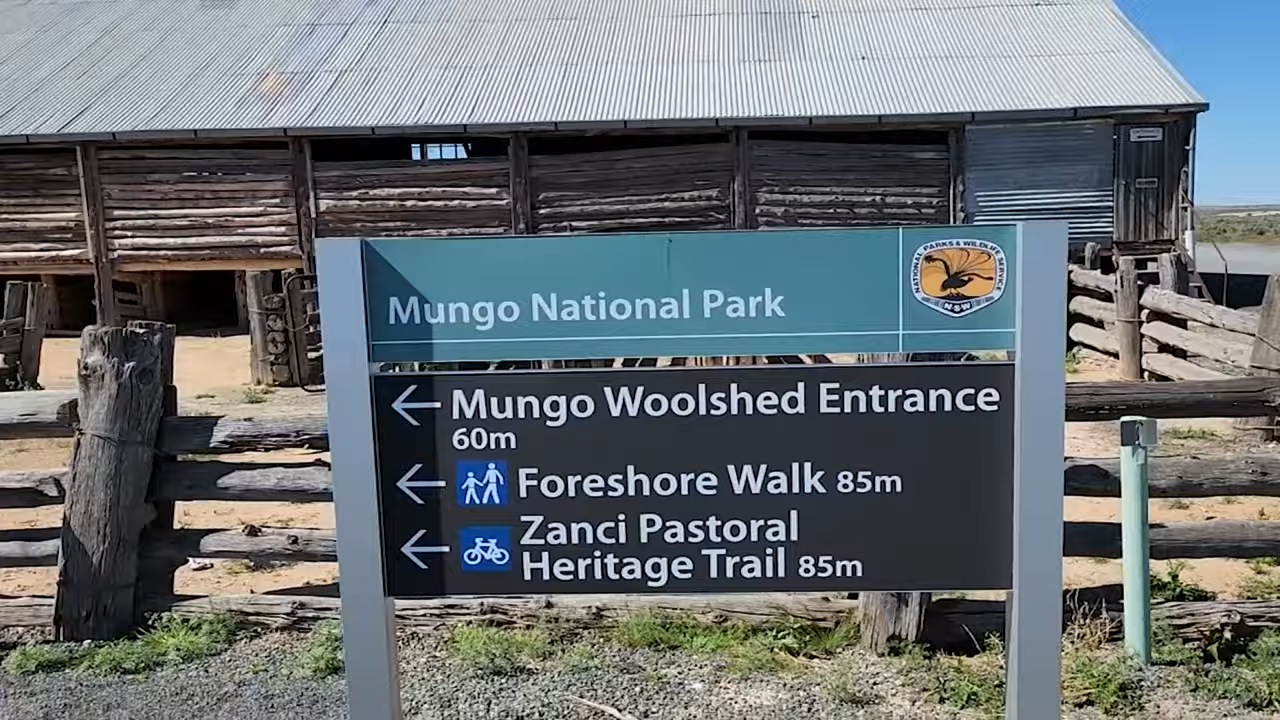 ENTRANCE
Mungo National Park
NATIONAL PARKS & WILDLIFE SERVICE
NSW
Mungo Woolshed Entrance
60m
Foreshore Walk 85m
Zanci Pastoral
Heritage Trail 85m